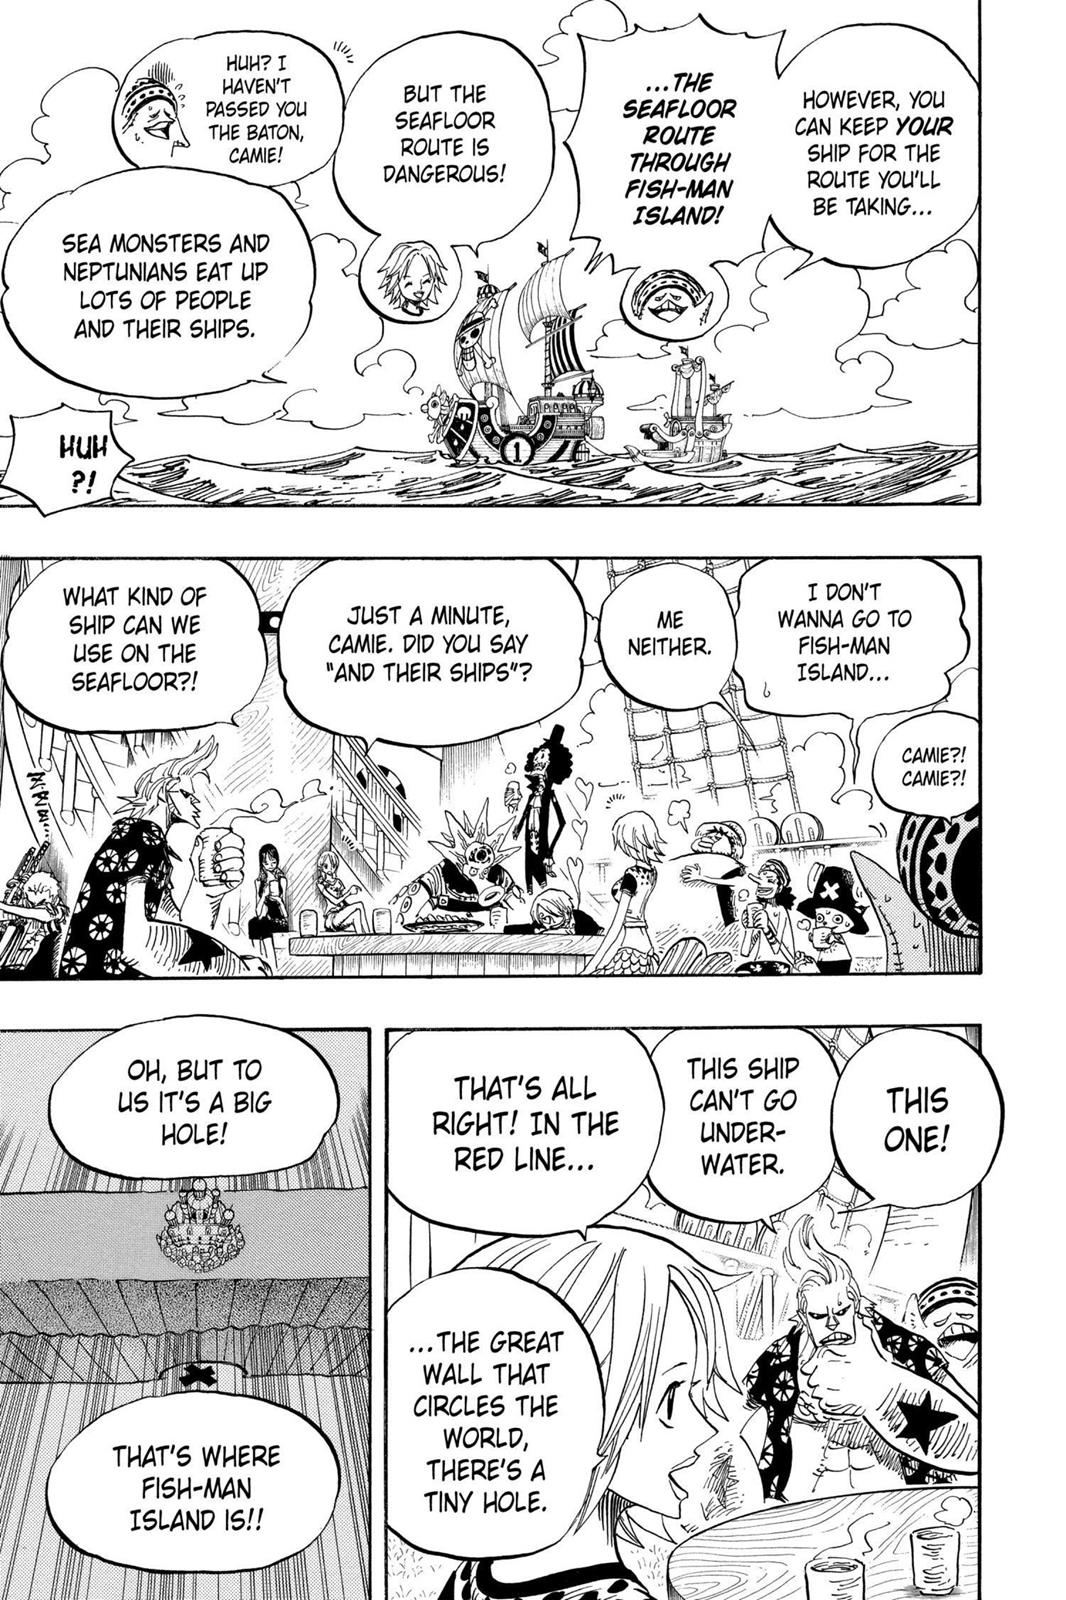 HOWEVER, YOU
CAN KEEP YOUR
SHIP FOR THE
ROUTE YOU'LL
BE TAKING...
...THE
SEAFLOOR
ROUTE
THROUGH
FISH-MAN
ISLAND!
BUT THE
SEAFLOOR
ROUTE IS
DANGEROUS!
HUH? I
HAVEN'T
PASSED YOU
THE BATON,
CAMIE!
SEA MONSTERS AND
NEPTUNIANS EAT UP
LOTS OF PEOPLE
AND THEIR SHIPS.
HUH
?!
1
I DON'T
WANNA GO TO
FISH-MAN
ISLAND...
ME
NEITHER.
CAMIE?!
CAMIE?!
JUST A MINUTE,
CAMIE. DID YOU SAY
"AND THEIR SHIPS"?
WHAT KIND OF
SHIP CAN WE
USE ON THE
SEAFLOOR?!
THIS
ONE!
THIS SHIP
CAN'T GO
UNDER-
WATER.
THAT'S ALL
RIGHT! IN THE
RED LINE...
...THE GREAT
WALL THAT
CIRCLES THE
WORLD,
THERE'S A
TINY HOLE.
OH, BUT TO
US IT'S A BIG
HOLE!
THAT'S WHERE
FISH-MAN
ISLAND IS!!